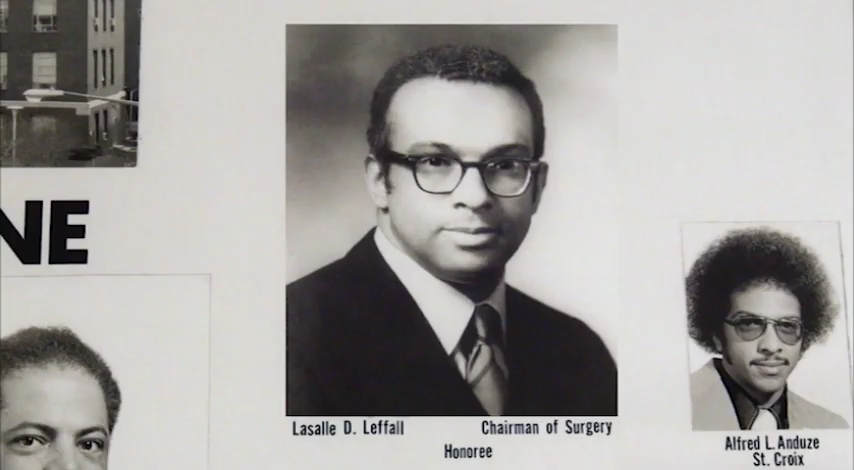 NE
Lasalle D. Leffall Chairman of Surgery
Honoree
Alfred L. Anduze
St. Croix